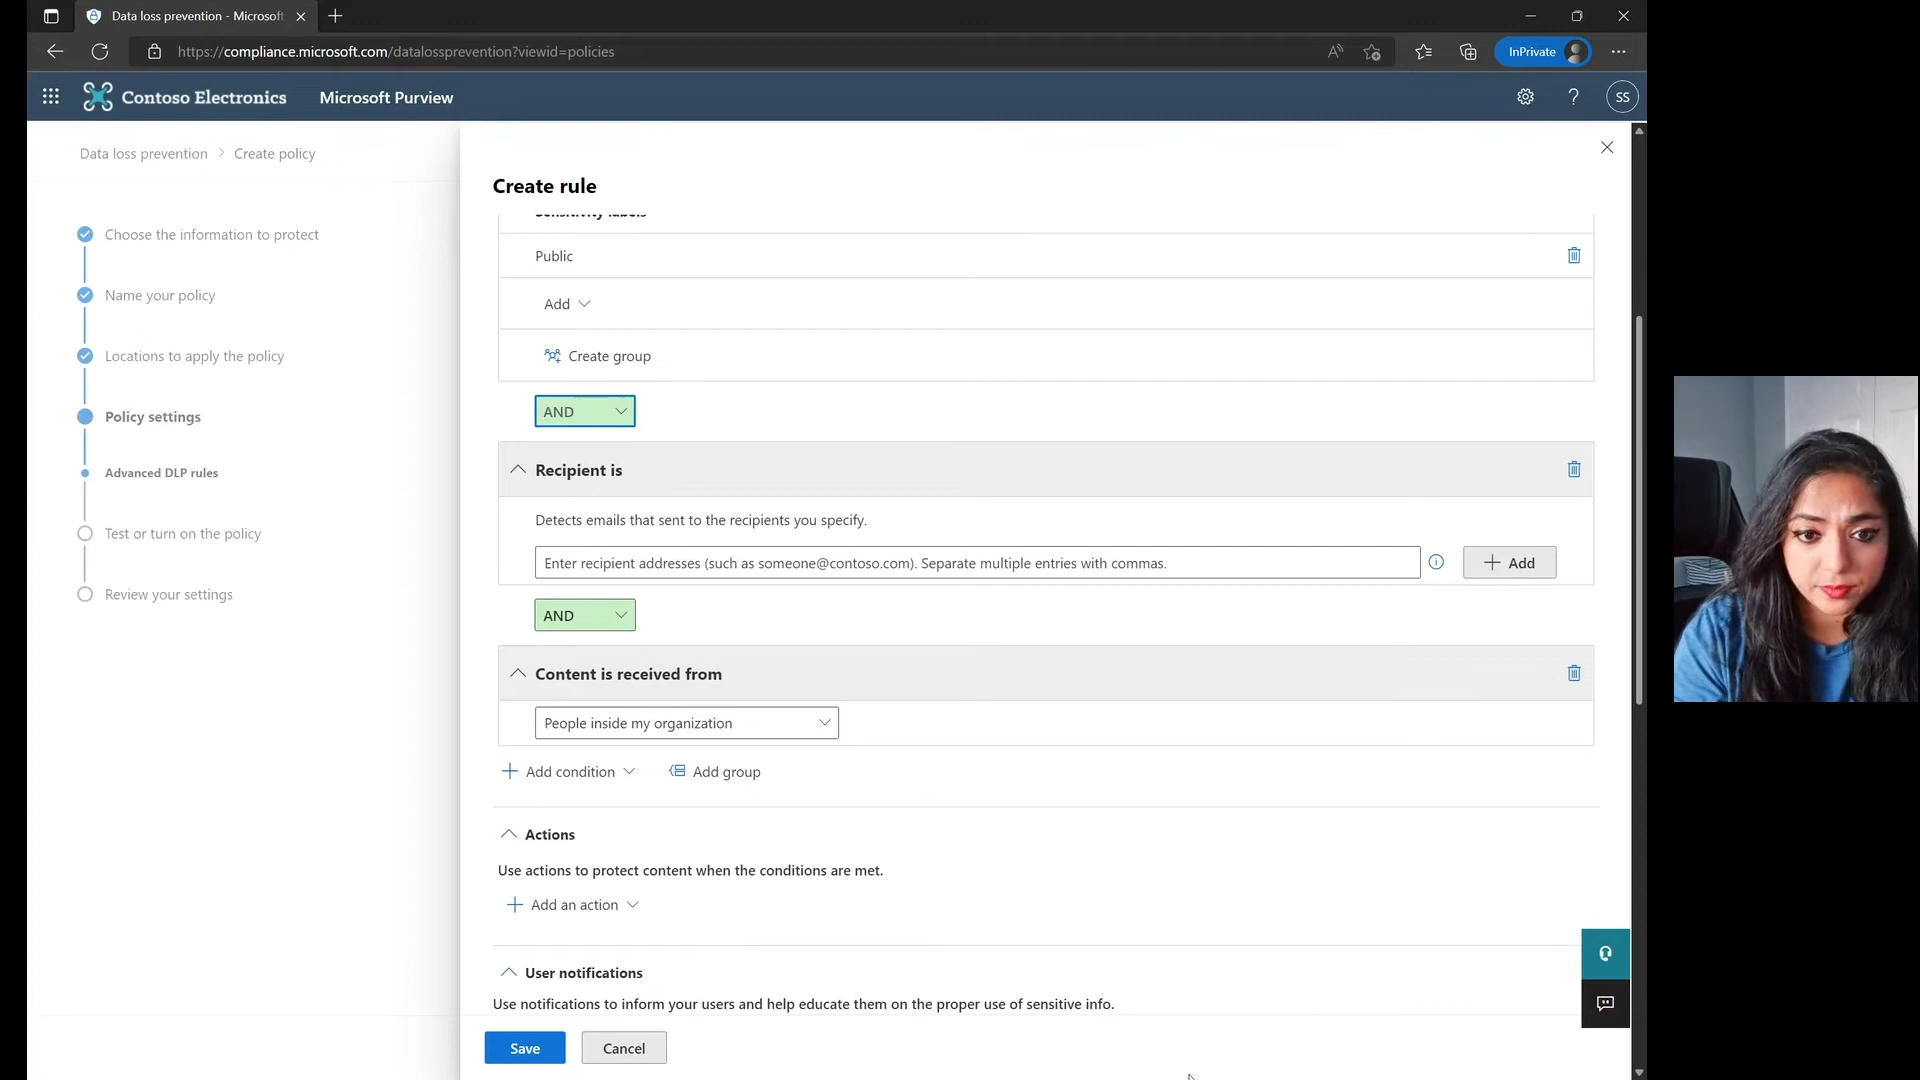 Data loss prevention - Microsoft
https://compliance.microsoft.com/datalossprevention?viewid=policies
InPrivate
Contoso Electronics
Microsoft Purview
?
SS
Data loss prevention > Create policy
Create rule
Sensitivity labels
Choose the information to protect
Public
Name your policy
Add
Locations to apply the policy
Create group
Policy settings
AND
Advanced DLP rules
Recipient is
Test or turn on the policy
Detects emails that sent to the recipients you specify.
Enter recipient addresses (such as someone@contoso.com). Separate multiple entries with commas.
Add
Review your settings
AND
Content is received from
People inside my organization
Add condition
Add group
Actions
Use actions to protect content when the conditions are met.
Add an action
User notifications
Use notifications to inform your users and help educate them on the proper use of sensitive info.
Save
Cancel